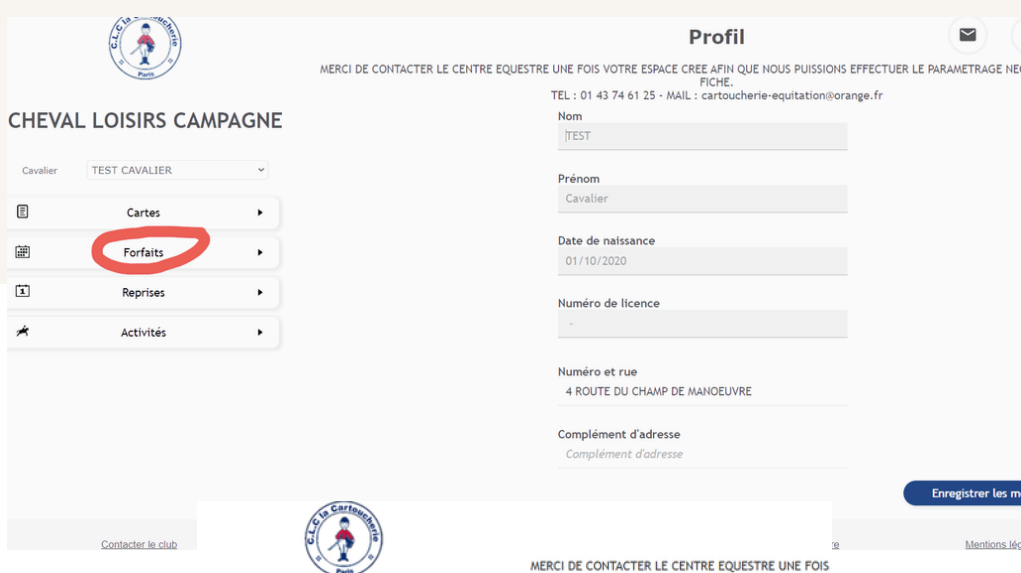 C.L.C la Cartoucherie
Paris
Profil
MERCI DE CONTACTER LE CENTRE EQUESTRE UNE FOIS VOTRE ESPACE CREE AFIN QUE NOUS PUISSIONS EFFECTUER LE PARAMETRAGE
FICHE.
TEL : 01 43 74 61 25 - MAIL : cartoucherie-equitation@orange.fr
CHEVAL LOISIRS CAMPAGNE
Cavalier
TEST CAVALIER
Cartes
Forfaits
1
Reprises
Activités
Nom
TEST
Prénom
Cavalier
Date de naissance
01/10/2020
Numéro de licence
-
Numéro et rue
4 ROUTE DU CHAMP DE MANOEUVRE
Complément d'adresse
Complément d'adresse
Enregistrer les
Contacter le club
Mentions
C.L.C la Cartoucherie
Paris
MERCI DE CONTACTER LE CENTRE EQUESTRE UNE FOIS